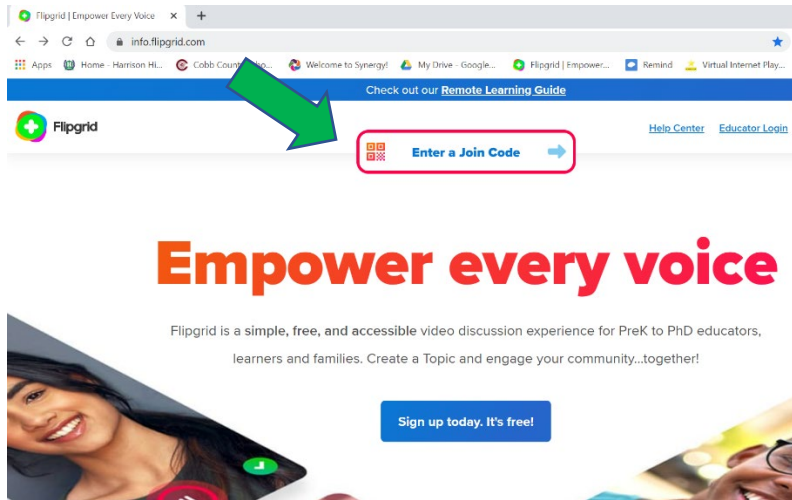 Flipgrid | Empower Every Voice
info.flipgrid.com
Apps Home - Harrison Hi... Cobb Count Welcome to Synergy! My Drive - Google... Flipgrid | Empower... Remind Virtual Internet Play...
Check out our Remote Learning Guide
Flipgrid
Enter a Join Code
Help Center Educator Login
Empower every voice
Flipgrid is a simple, free, and accessible video discussion experience for PreK to PhD educators,
learners and families. Create a Topic and engage your community...together!
Sign up today. It's free!